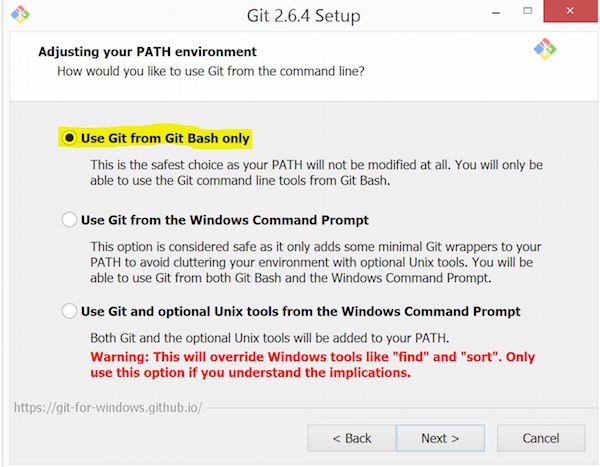 Git 2.6.4 Setup
Adjusting your PATH environment
How would you like to use Git from the command line?
Use Git from Git Bash only
This is the safest choice as your PATH will not be modified at all. You will only be
able to use the Git command line tools from Git Bash.
Use Git from the Windows Command Prompt
This option is considered safe as it only adds some minimal Git wrappers to your
PATH to avoid cluttering your environment with optional Unix tools. You will be
able to use Git from both Git Bash and the Windows Command Prompt.
Use Git and optional Unix tools from the Windows Command Prompt
Both Git and the optional Unix tools will be added to your PATH.
Warning: This will override Windows tools like "find" and "sort". Only
use this option if you understand the implications.
https://git-for-windows.github.io/
< Back Next > Cancel